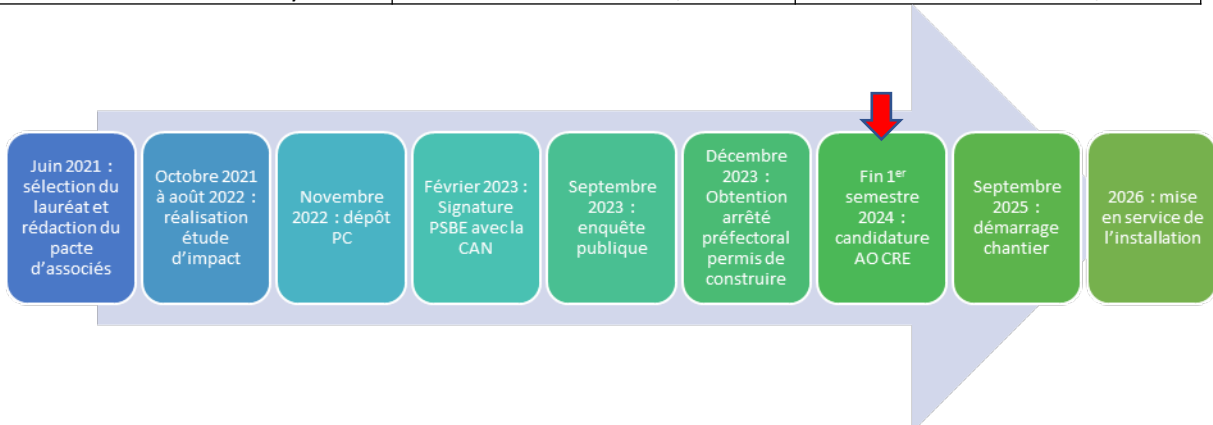 Juin 2021 :
sélection du
lauréat et
rédaction du
pacte
d’associés
Octobre 2021
à août 2022 :
réalisation
étude
d’impact
Novembre
2022 : dépôt
PC
Février 2023 :
Signature
PSBE avec la
CAN
Septembre
2023 :
enquête
publique
Décembre
2023 :
Obtention
arrêté
préfectoral
permis de
construire
Fin 1er
semestre
2024 :
candidature
AO CRE
Septembre
2025 :
démarrage
chantier
2026 : mise
en service de
l’installation